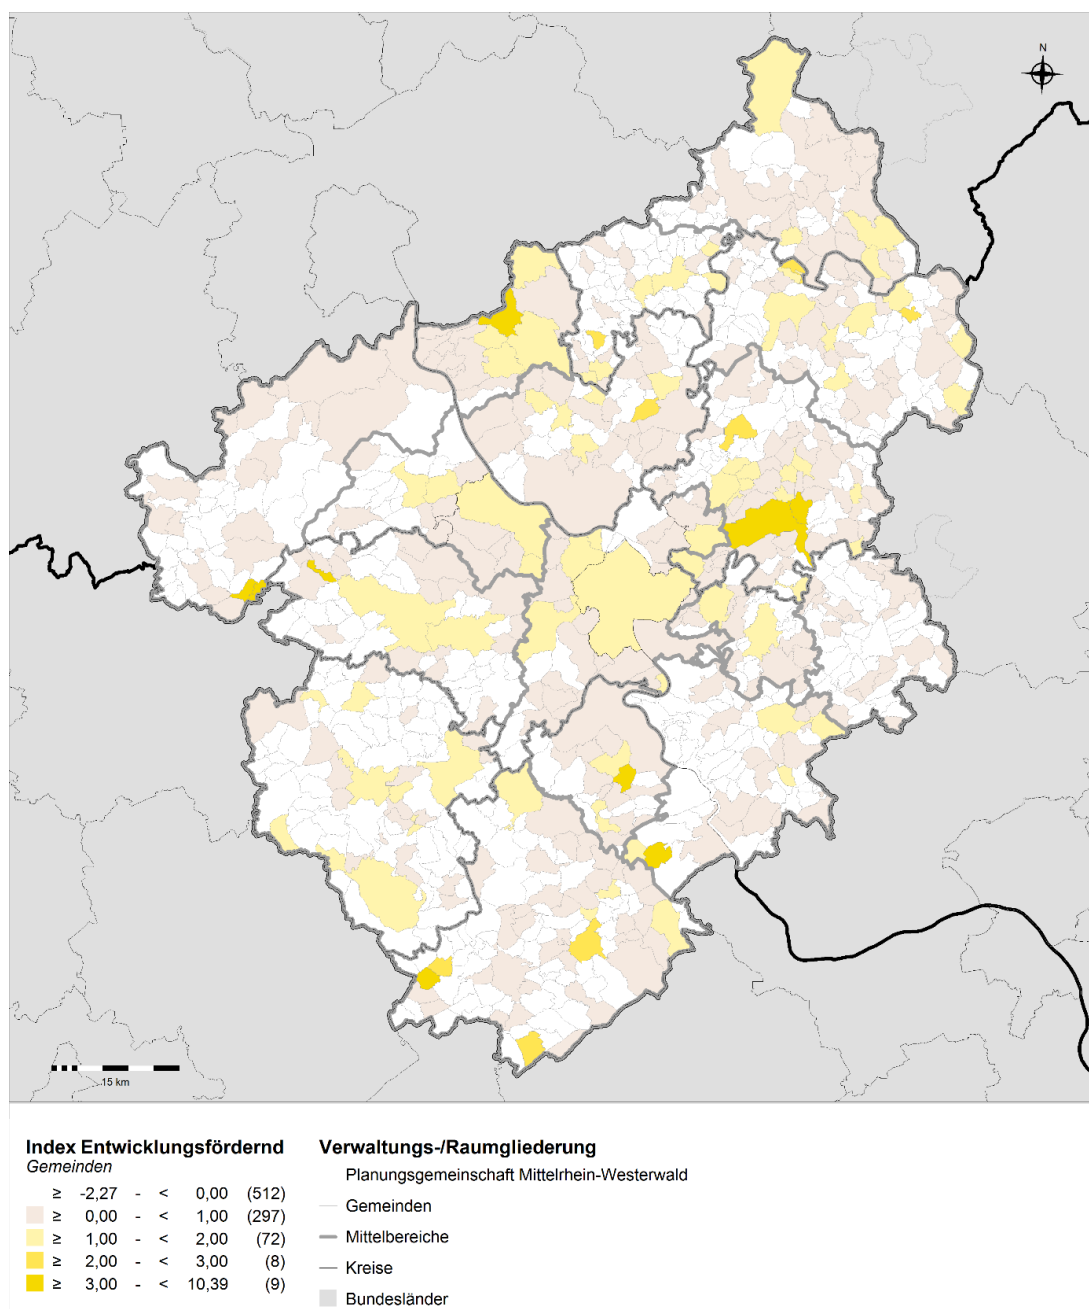 N
15 km
Index Entwicklungsfördernd
Gemeinden
≥ -2,27 - < 0,00 (512)
≥ 0,00 - < 1,00 (297)
≥ 1,00 - < 2,00 (72)
≥ 2,00 - < 3,00 (8)
≥ 3,00 - < 10,39 (9)
Verwaltungs-/Raumgliederung
Planungsgemeinschaft Mittelrhein-Westerwald
Gemeinden
Mittelbereiche
Kreise
Bundesländer